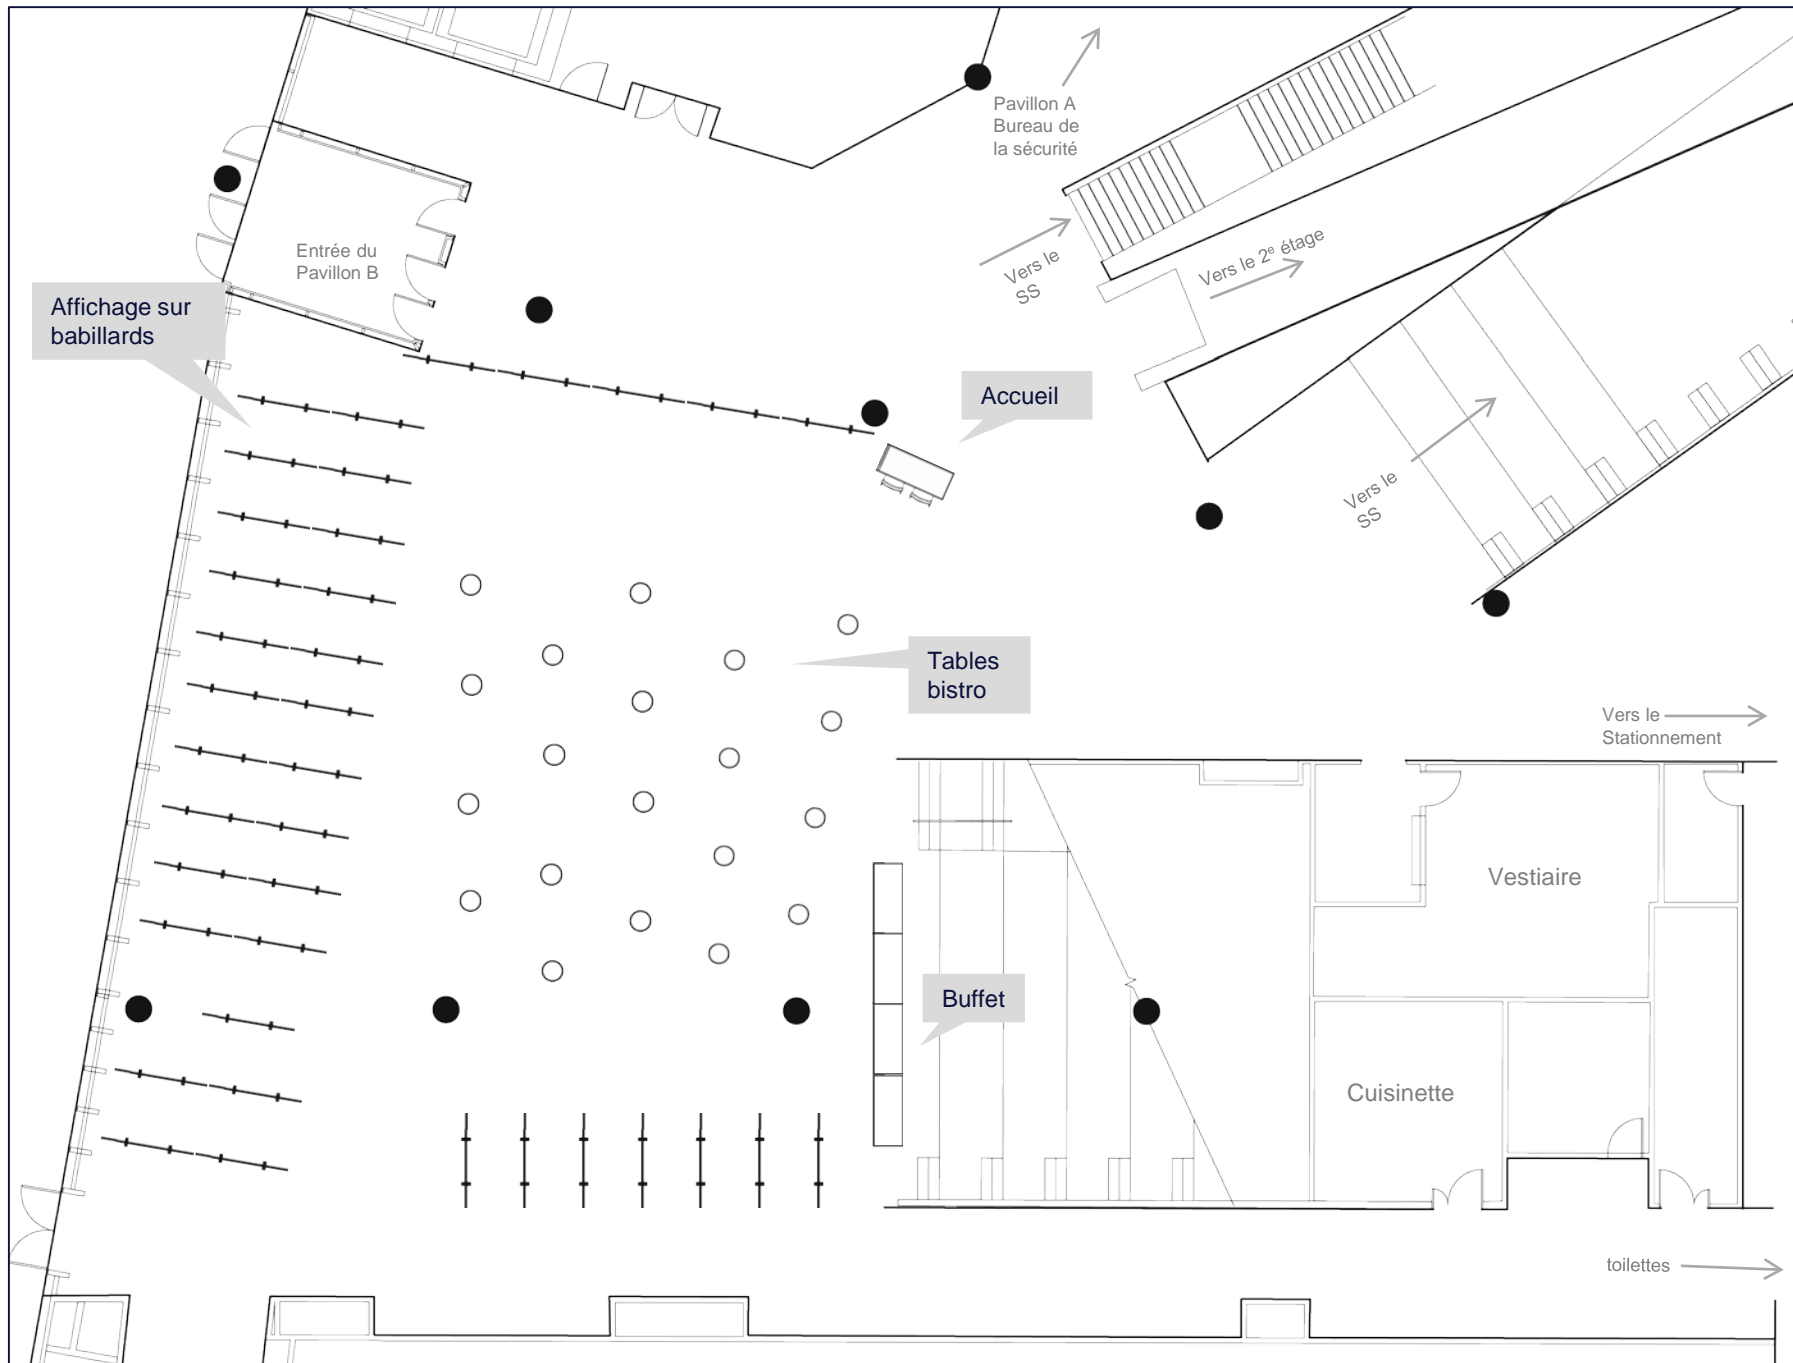 Pavillon A
Bureau de
la sécurité
Entrée du
Pavillon B
Vers le
SS
Vers le 2e étage
Affichage sur
babillards
Accueil
Vers le
SS
Tables
bistro
Vers le
Stationnement
Vestiaire
Buffet
Cuisinette
toilettes